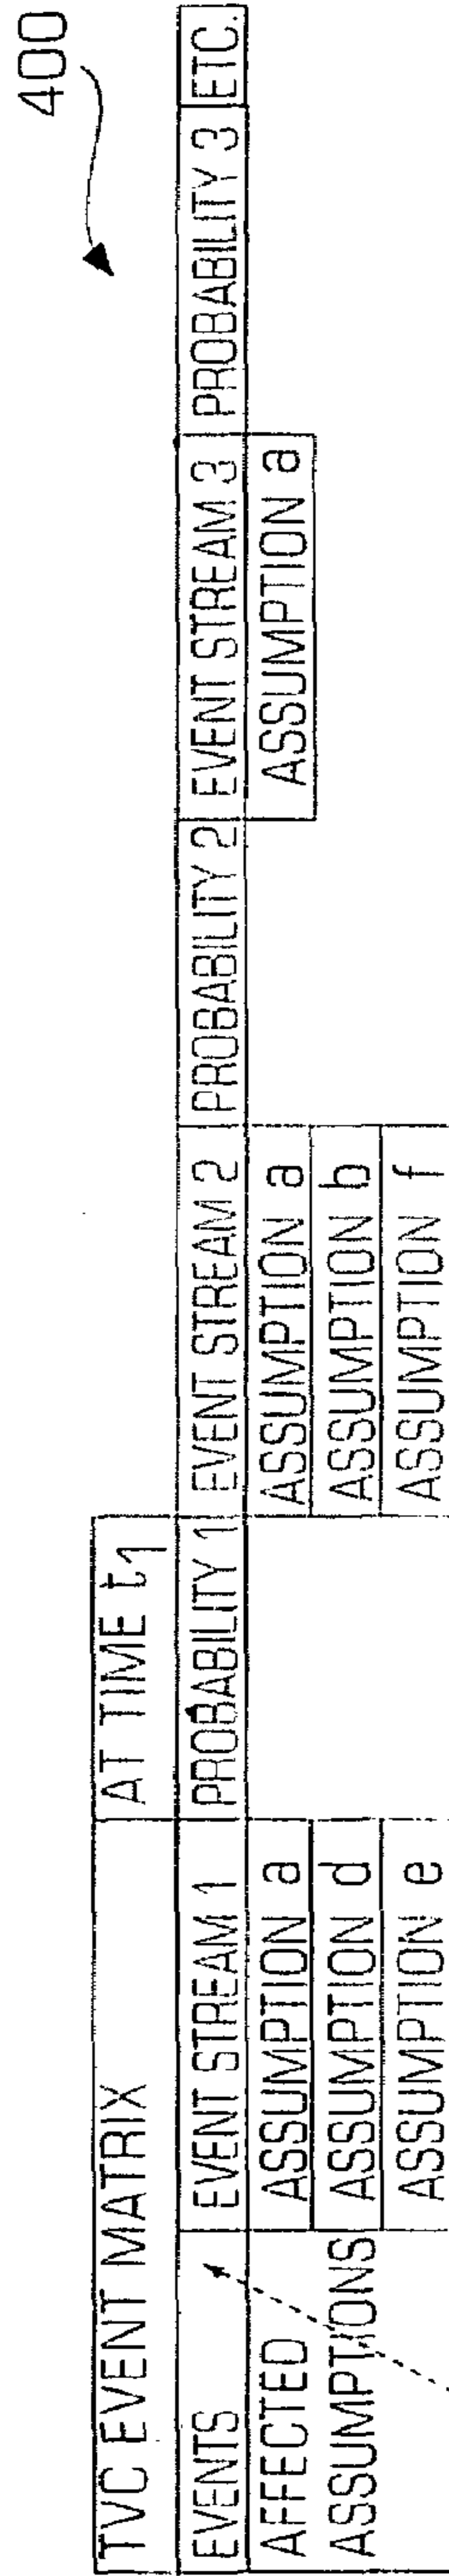 400
TVC EVENT MATRIX AT TIME t1
EVENTS EVENT STREAM 1 PROBABILITY 1 EVENT STREAM 2 PROBABILITY 2 EVENT STREAM 3 PROBABILITY 3 ETC.
AFFECTED ASSUMPTION a ASSUMPTION a ASSUMPTION a
ASSUMPTIONS ASSUMPTION d ASSUMPTION b
ASSUMPTION e ASSUMPTION f